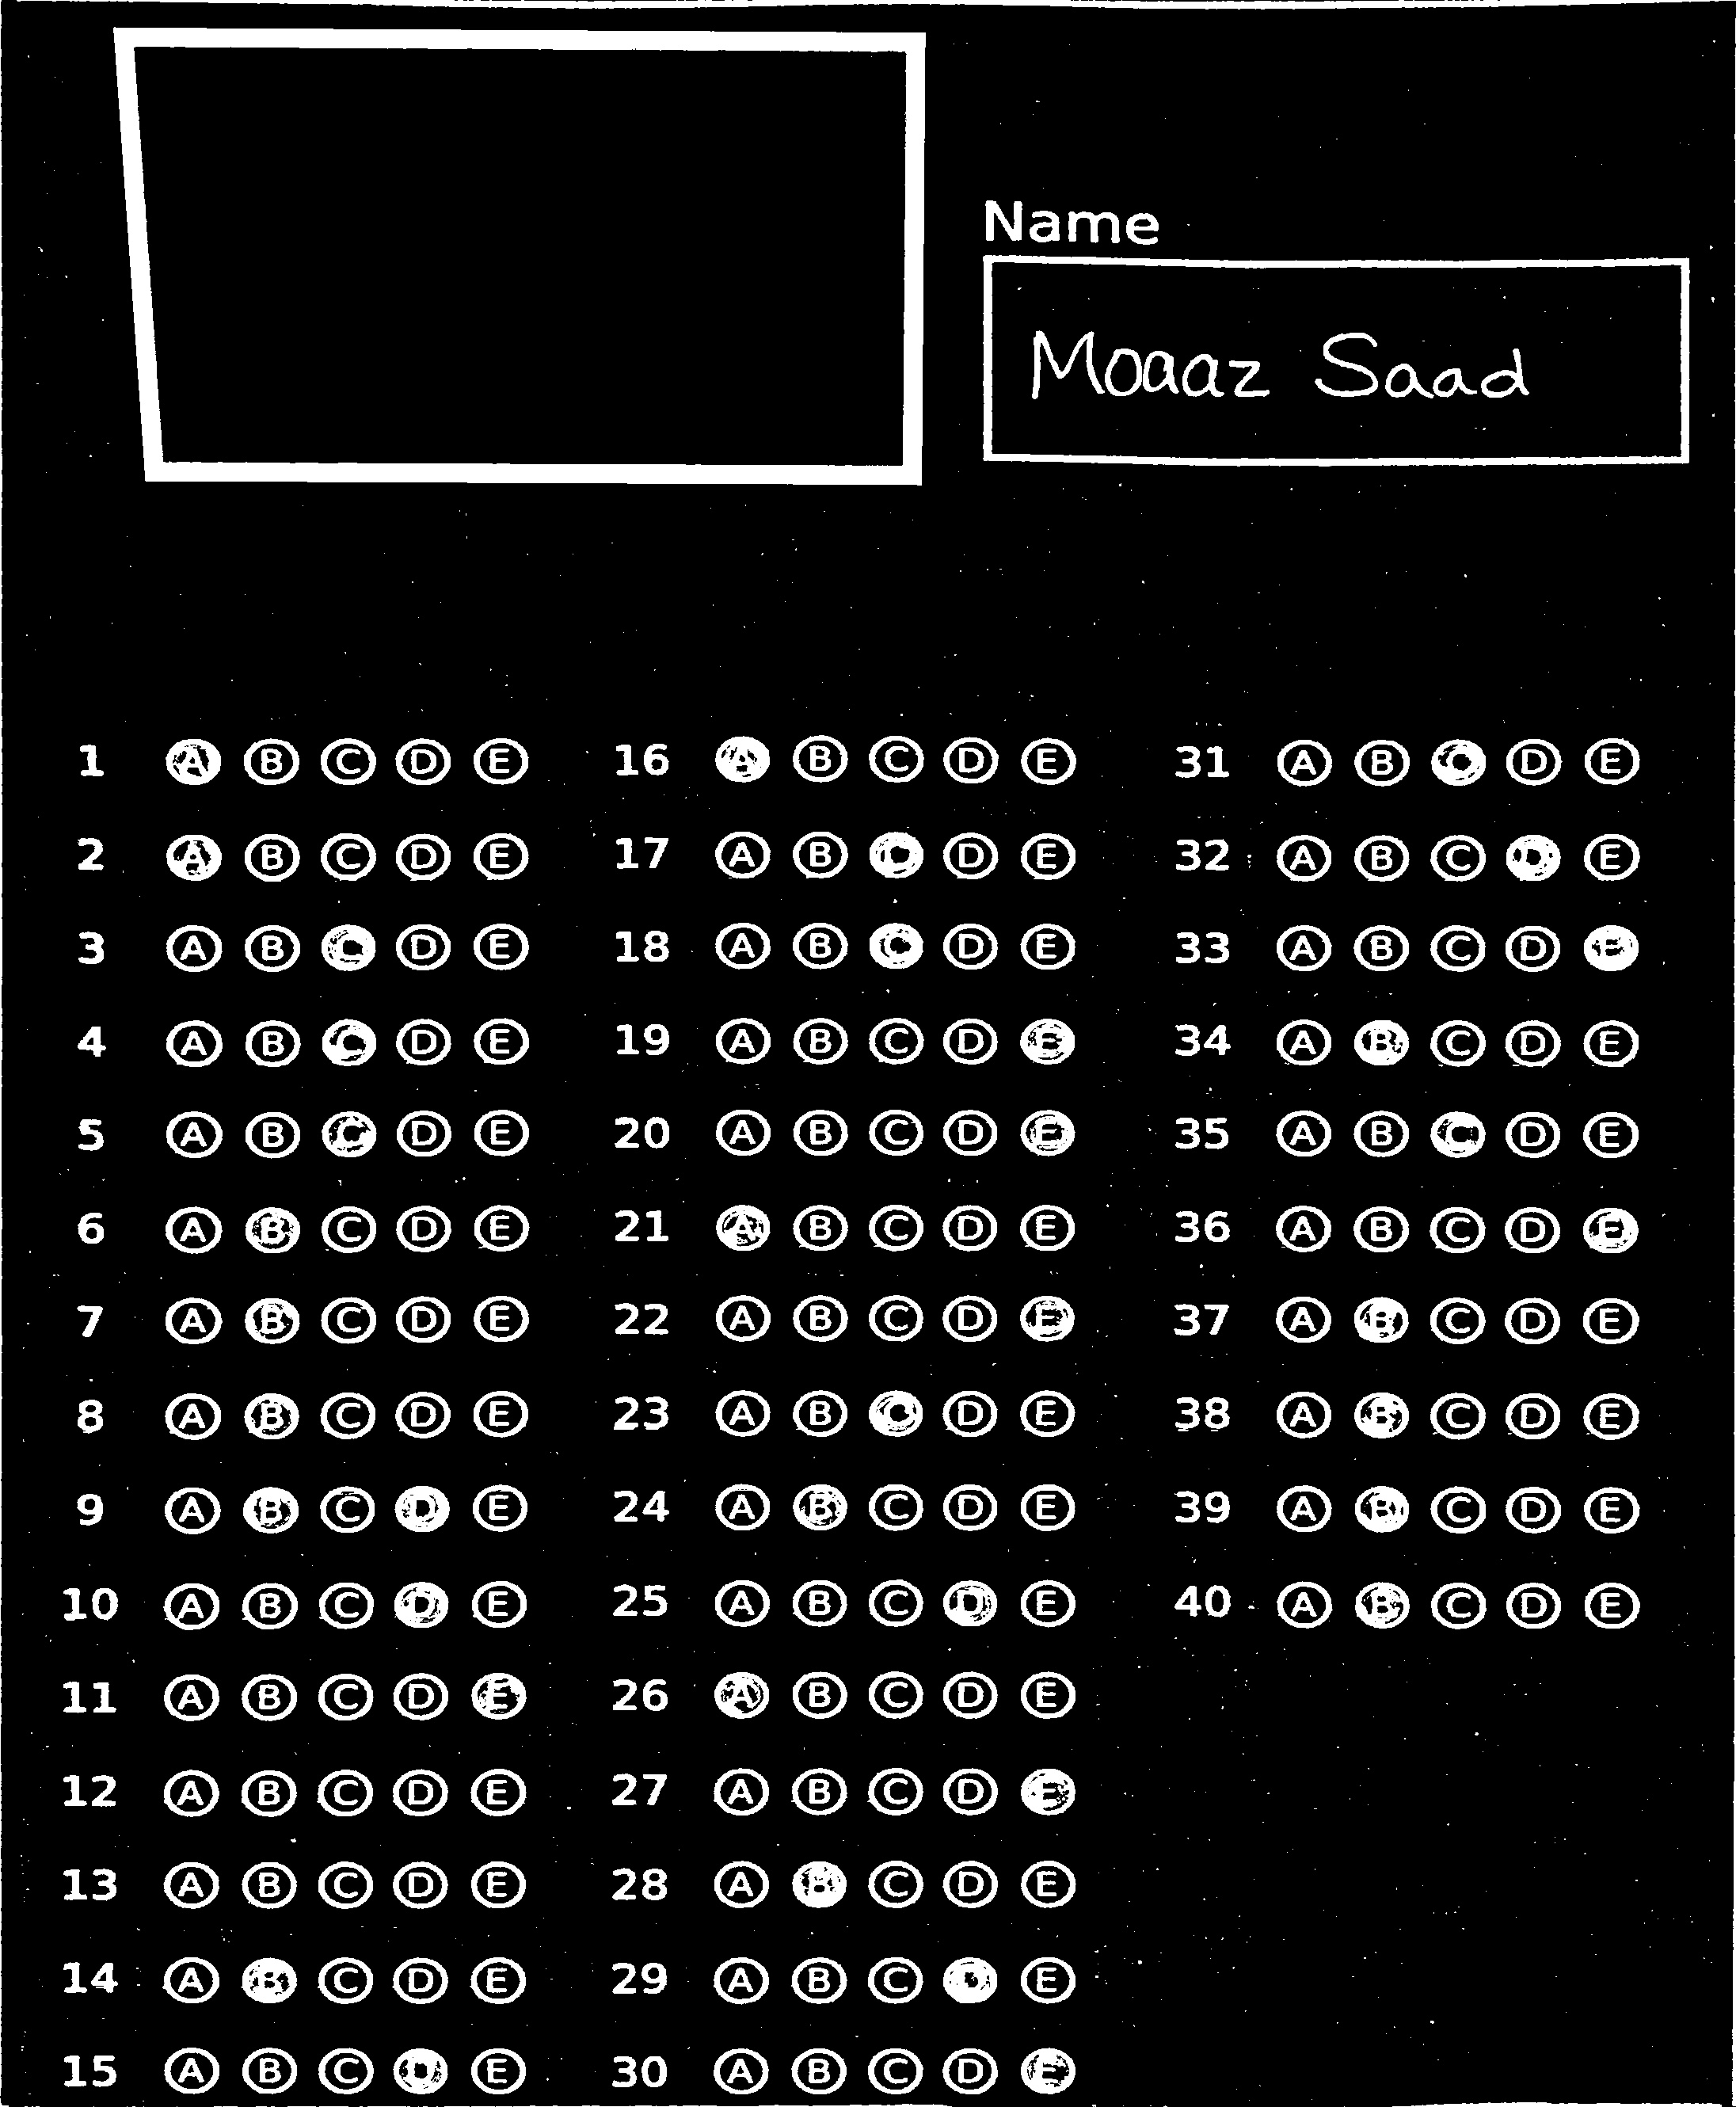 Name
Moaaz Saad
1 A B C D E 16 A B C D E 31 A B C D E
2 A B C D E 17 A B C D E 32 A B C D E
3 A B C D E 18 A B C D E 33 A B C D E
4 A B C D E 19 A B C D E 34 A B C D E
5 A B C D E 20 A B C D E 35 A B C D E
6 A B C D E 21 A B C D E 36 A B C D E
7 A B C D E 22 A B C D E 37 A B C D E
8 A B C D E 23 A B C D E 38 A B C D E
9 A B C D E 24 A B C D E 39 A B C D E
10 A B C D E 25 A B C D E 40 A B C D E
11 A B C D E 26 A B C D E
12 A B C D E 27 A B C D E
13 A B C D E 28 A B C D E
14 A B C D E 29 A B C D E
15 A B C D E 30 A B C D E